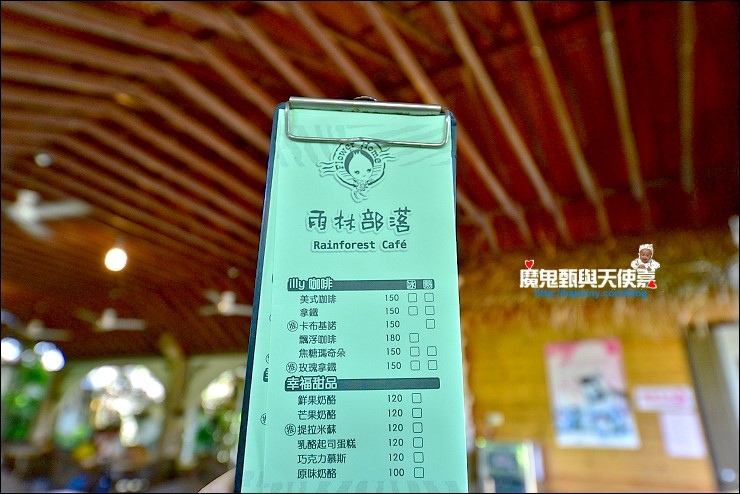 Flower Home
雨林部落
Rainforest Café
illy 咖啡 冰 熱
美式咖啡 150 □ □
拿鐵 150 □ □
卡布基諾 150 □
飄浮咖啡 180 □
焦糖瑪奇朵 150 □ □
玫瑰拿鐵 150 □ □
幸福甜品
鮮果奶酪 120 □
芒果奶酪 120 □
提拉米蘇 120 □
乳酪起司蛋糕 120 □
巧克力慕斯 120 □
原味奶酪 100 □
魔鬼甄與天使嘉